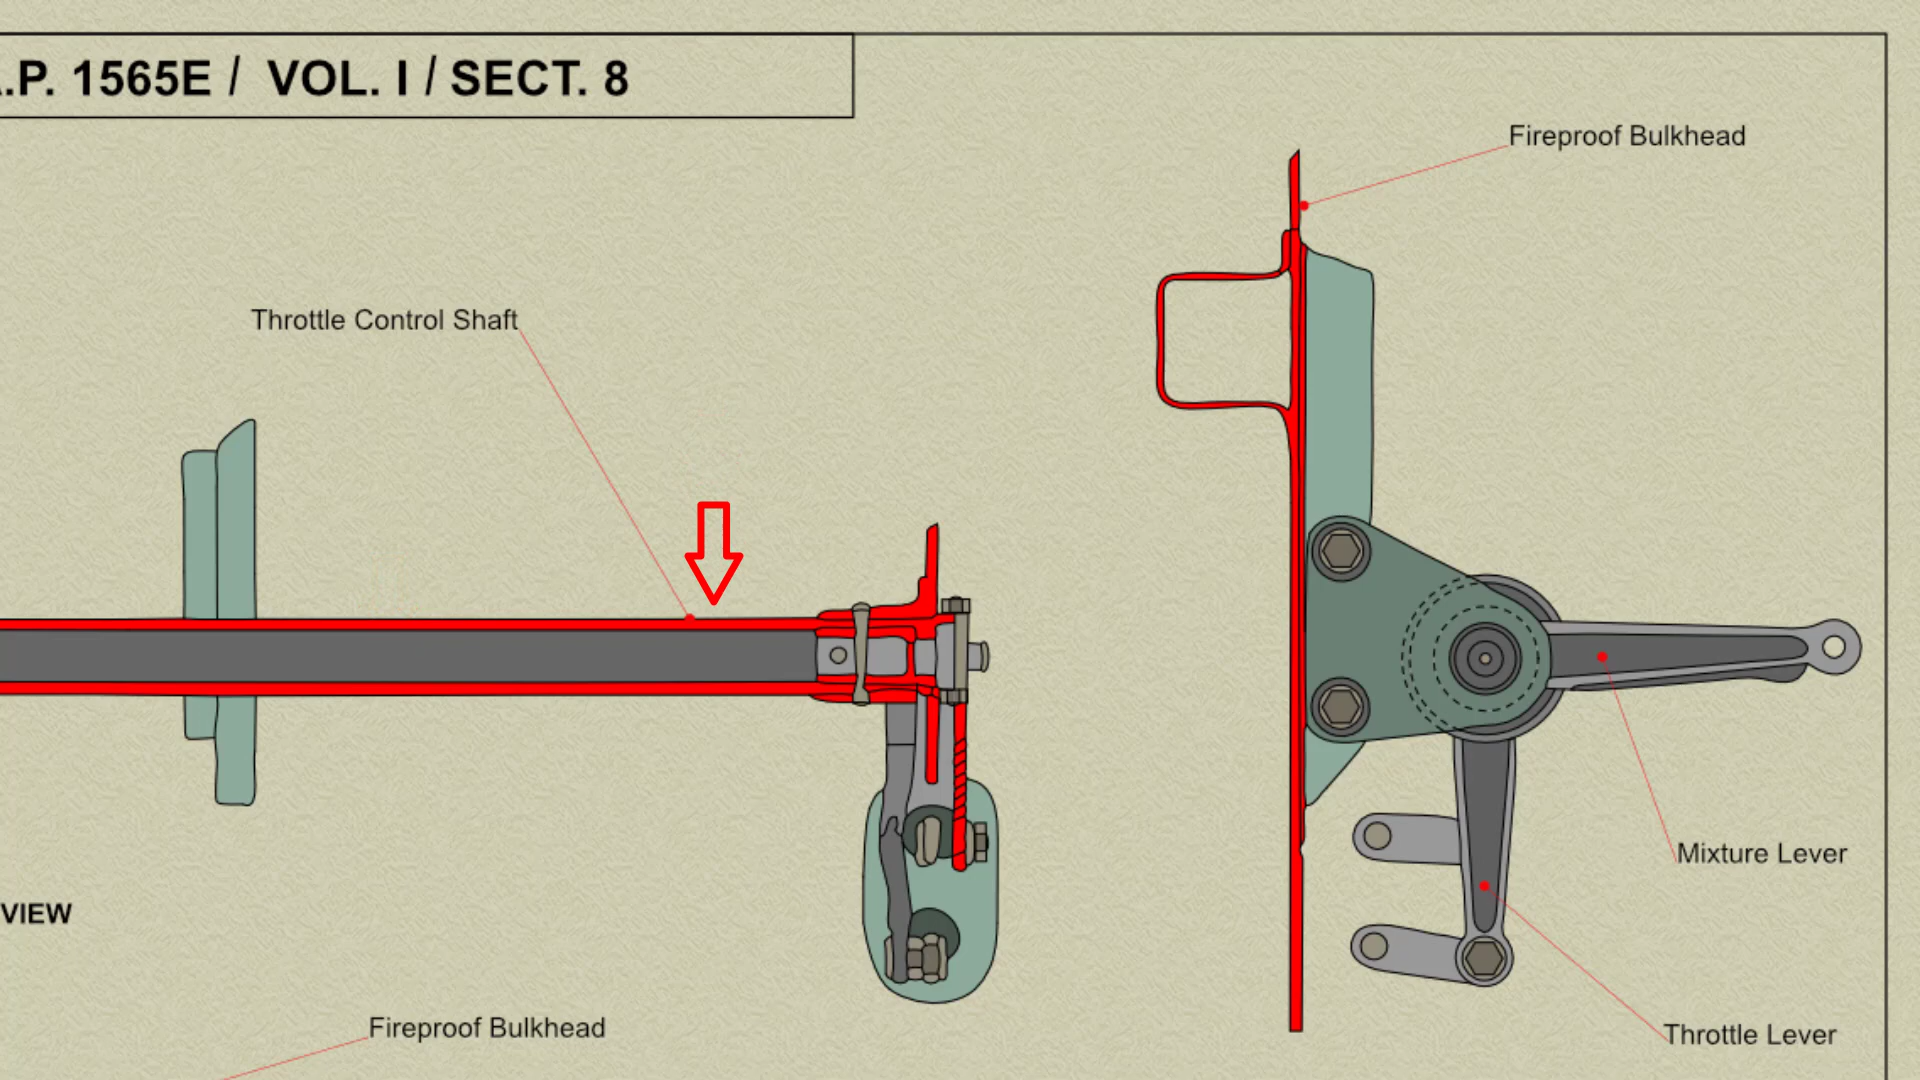 .P. 1565E / VOL. I / SECT. 8
Fireproof Bulkhead
Throttle Control Shaft
Mixture Lever
VIEW
Fireproof Bulkhead
Throttle Lever